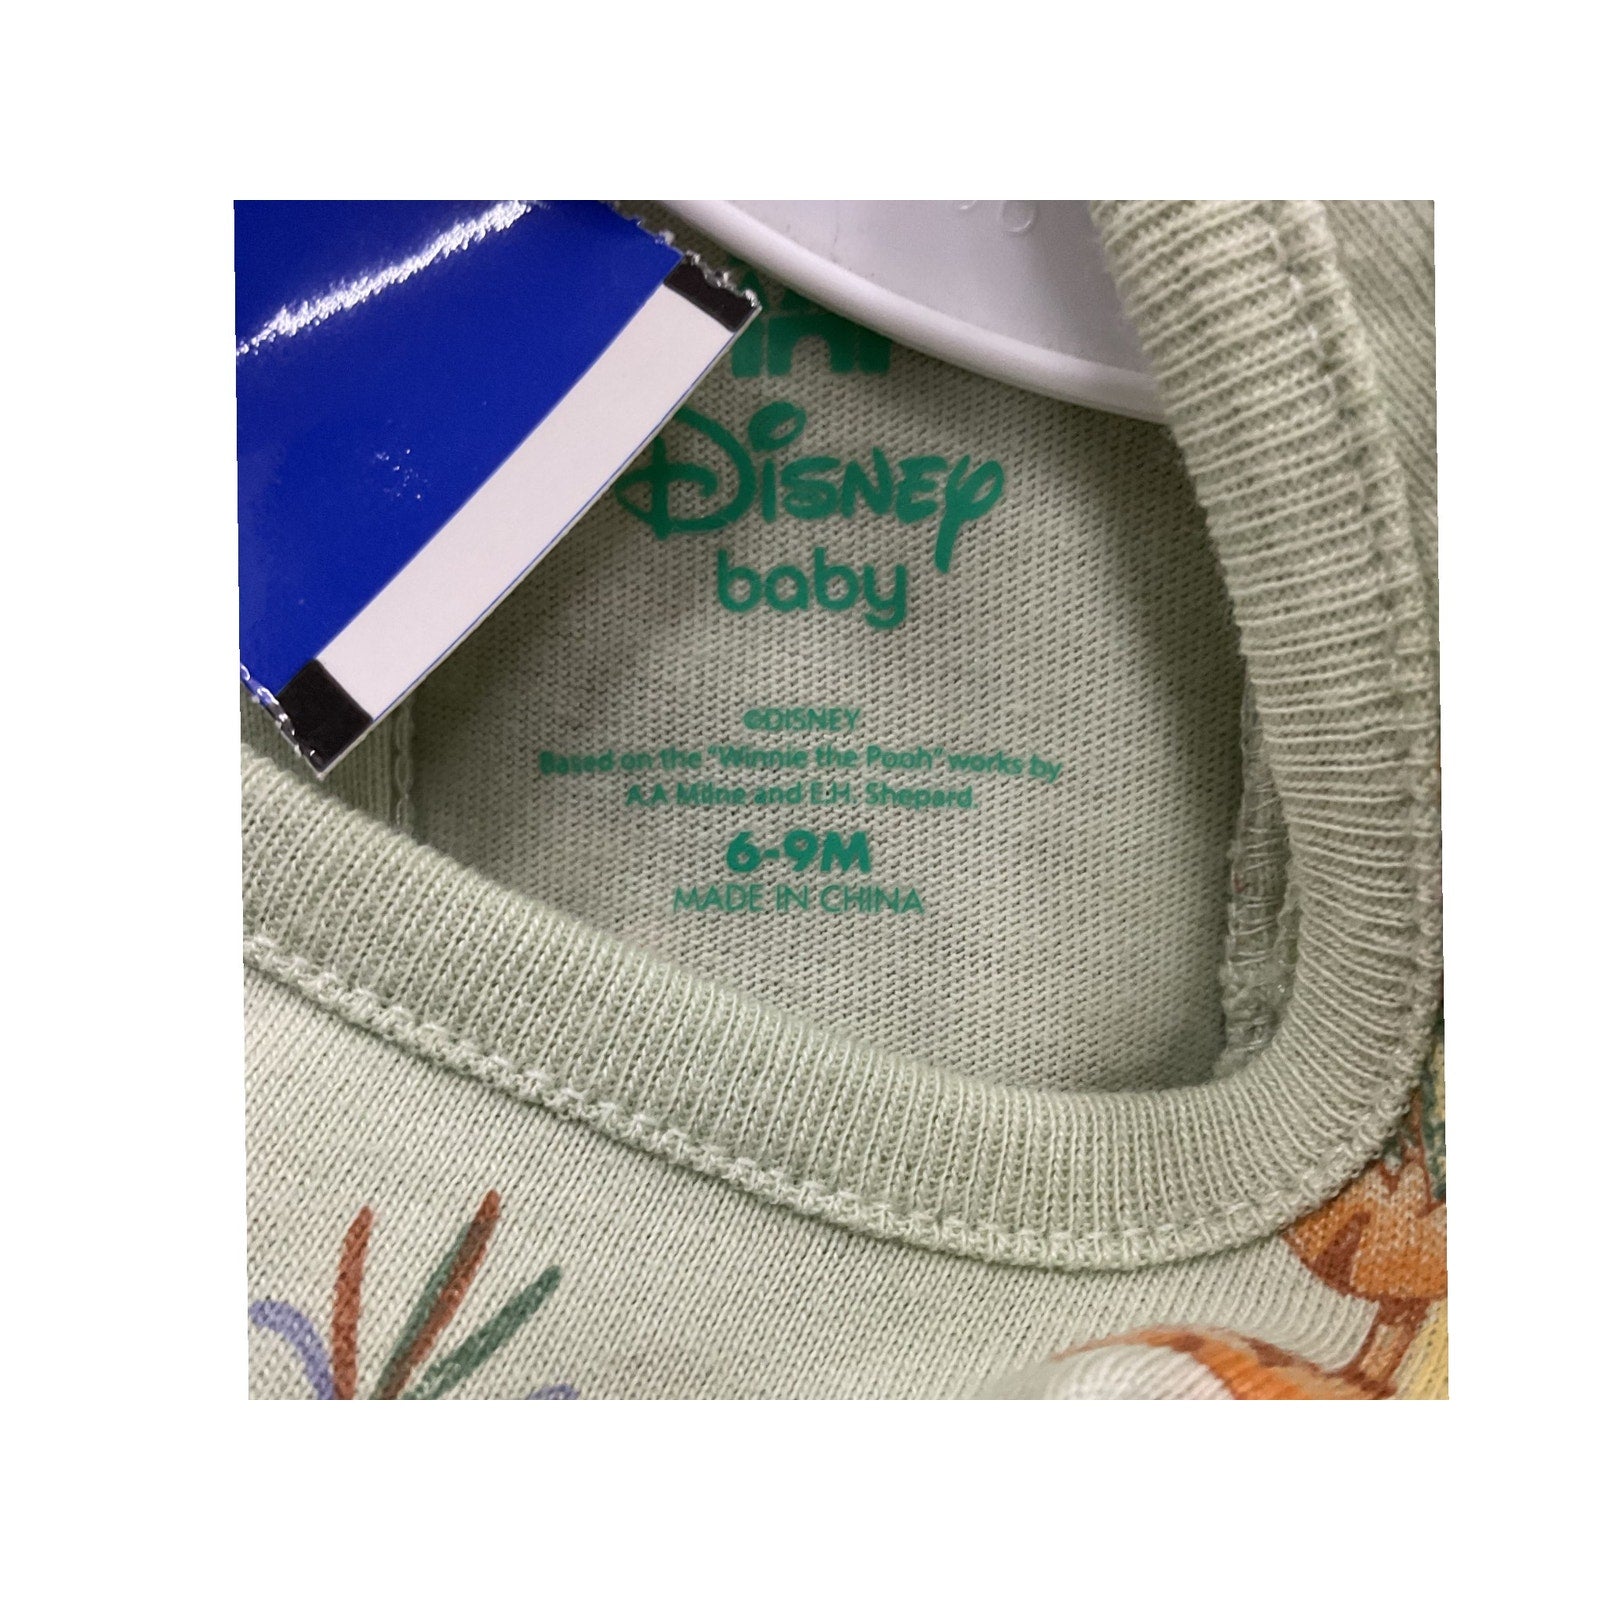 Disney
baby
©DISNEY
Based on the "Winnie the Pooh" works by
A.A Milne and E.H. Shepard.
6-9M
MADE IN CHINA